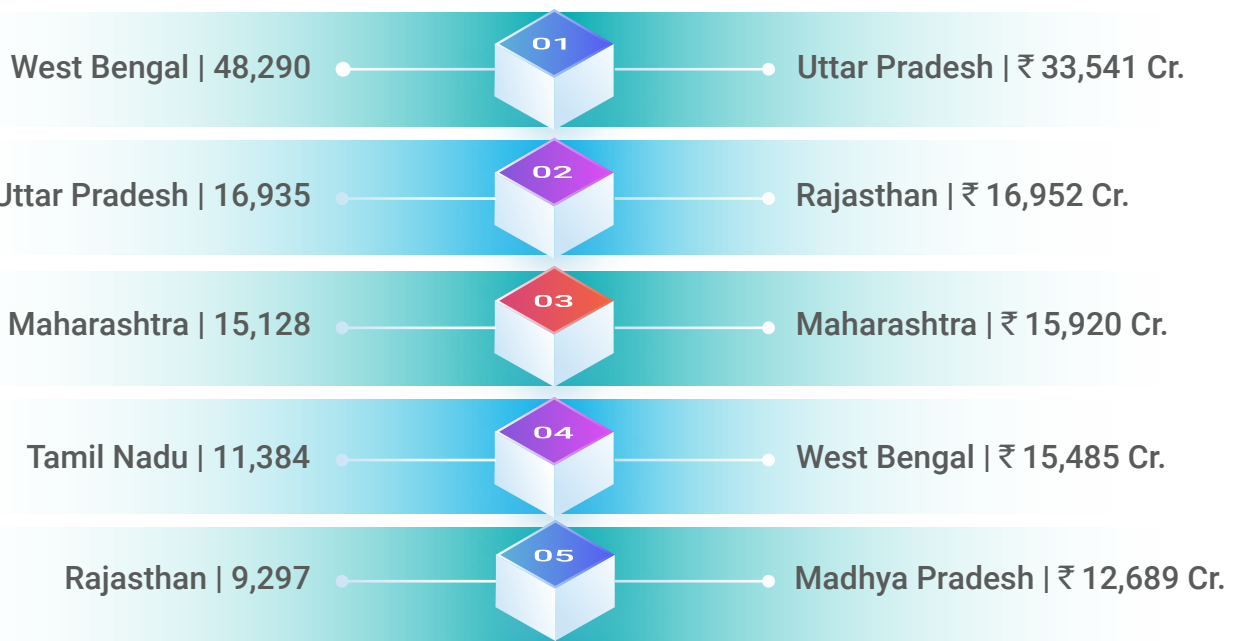 West Bengal | 48,290
01
Uttar Pradesh | ₹ 33,541 Cr.
Uttar Pradesh | 16,935
02
Rajasthan | ₹ 16,952 Cr.
Maharashtra | 15,128
03
Maharashtra | ₹ 15,920 Cr.
Tamil Nadu | 11,384
04
West Bengal | ₹ 15,485 Cr.
Rajasthan | 9,297
05
Madhya Pradesh | ₹ 12,689 Cr.